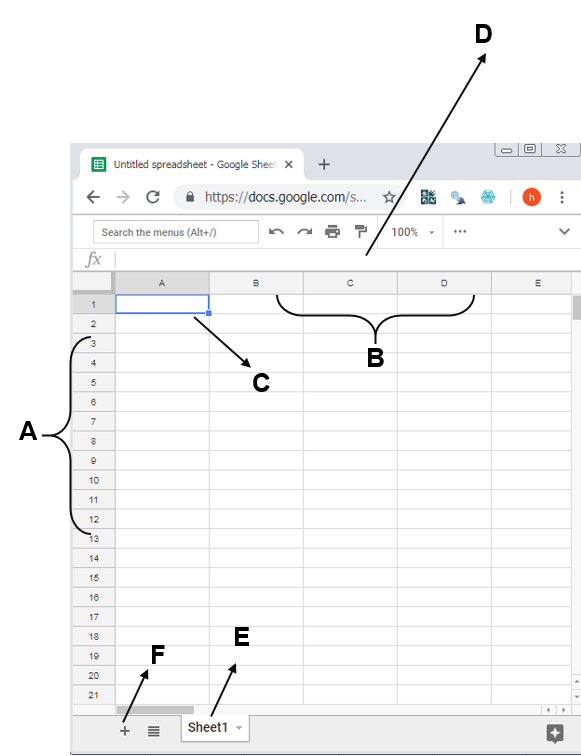 D
Untitled spreadsheet - Google Shee
https://docs.google.com/s... h
Search the menus (Alt+/) 100%
fx
A B C D E
1
2
3
4
5
6
7
8
9
10
11
12
13
14
15
16
17
18
19
20
21
B
C
A
E
F
Sheet1